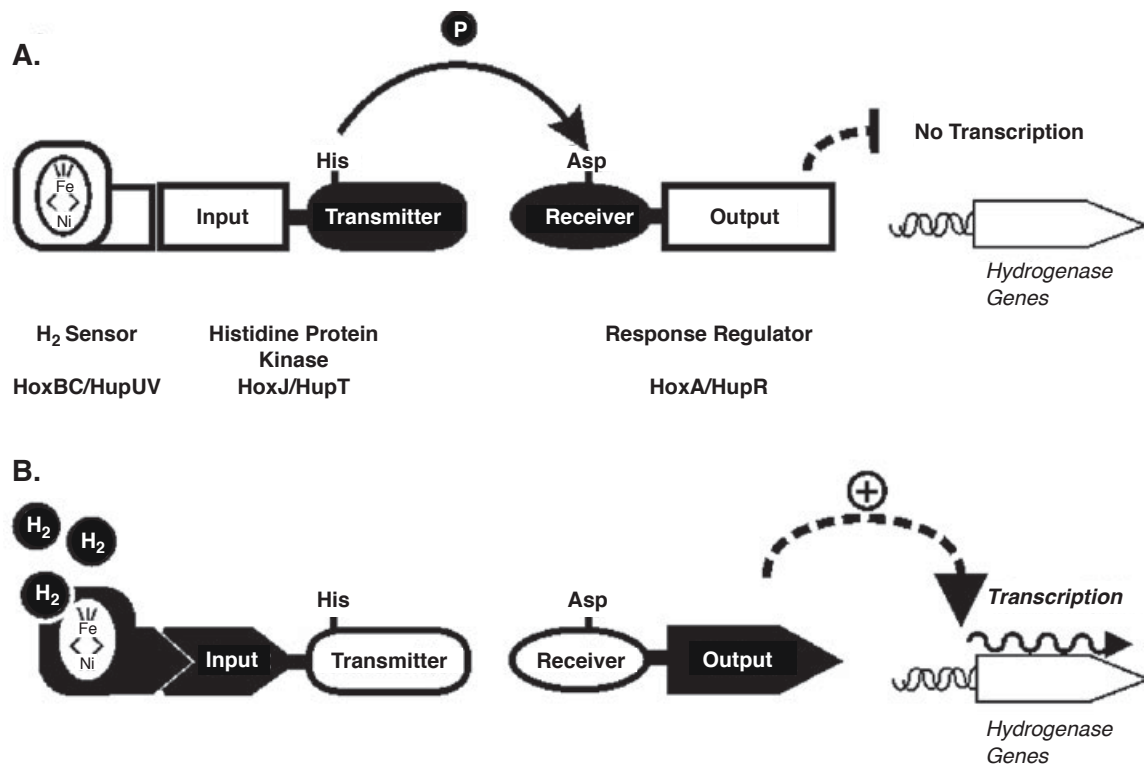 A.
P
His
Asp
No Transcription
Fe
Ni
Input
Transmitter
Receiver
Output
Hydrogenase
Genes
H2 Sensor
Histidine Protein
Kinase
Response Regulator
HoxBC/HupUV
HoxJ/HupT
HoxA/HupR
B.
+
H2
H2
H2
His
Asp
Transcription
Fe
Ni
Input
Transmitter
Receiver
Output
Hydrogenase
Genes